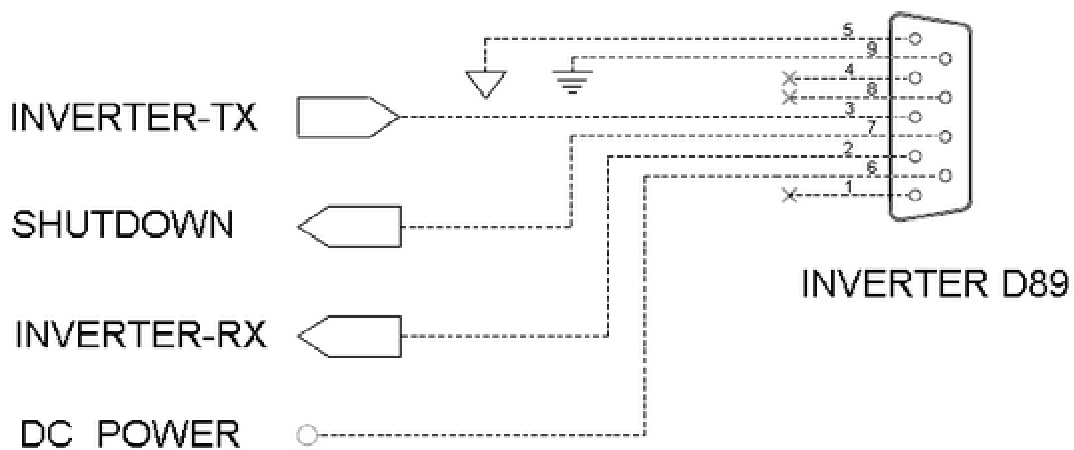 5
9
4
8
INVERTER-TX
3
7
2
6
1
SHUTDOWN
INVERTER D89
INVERTER-RX
DC POWER